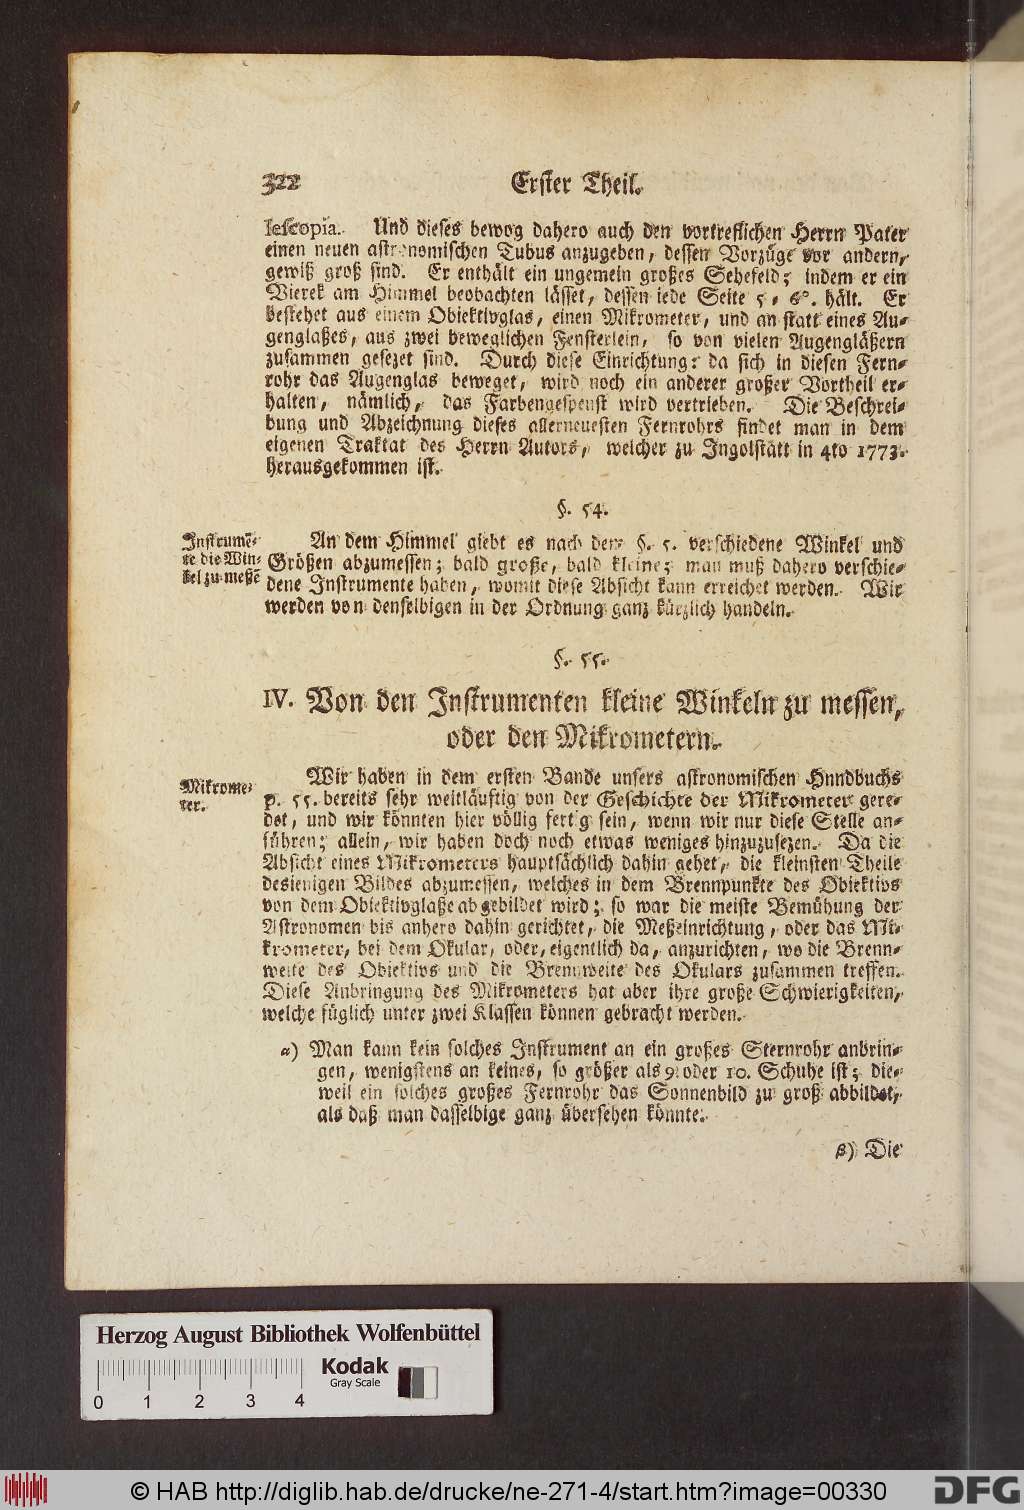 322 Erster Theil.
lescopia. Und dieses bewog dahero auch den vortreflichen Herrn Pater
einen neuen astronomischen Tubus anzugeben, dessen Vorzüge vor andern,
gewiß groß sind. Er enthält ein ungemein großes Sehefeld; indem er ein
Vierek am Himmel beobachten lässet, dessen iede Seite 5 - 6°. hält. Er
bestehet aus einem Objektivglas, einen Mikrometer, und an statt eines Au-
genglaßes, aus zwei beweglichen Fensterlein, so von vielen Augengläßern
zusammen gesezet sind. Durch diese Einrichtung: da sich in diesen Fern-
rohr das Augenglas beweget, wird noch ein anderer großer Vortheil er-
halten, nämlich, das Farbengespenst wird vertrieben. Die Beschrei-
bung und Abzeichnung dieses allerneuesten Fernrohrs findet man in dem
eigenen Traktat des Herrn Autors, welcher zu Ingolstätt in 4to 1773.
herausgekommen ist.
§. 54.
Instrumē-
te die Win-
kel zu meßē
An dem Himmel giebt es nach dem §. 5. verschiedene Winkel und
Größen abzumessen; bald große, bald kleine; man muß dahero verschie-
dene Instrumente haben, womit diese Absicht kann erreichet werden. Wir
werden von denselbigen in der Ordnung ganz kürzlich handeln.
§. 55.
IV. Von den Instrumenten kleine Winkeln zu messen,
oder den Mikrometern.
Mikrome-
ter.
Wir haben in dem ersten Bande unsers astronomischen Hundbuchs
p. 55. bereits sehr weitläuftig von der Geschichte der Mikrometer gere-
det, und wir könnten hier völlig fertig sein, wenn wir nur diese Stelle an-
führen; allein, wir haben doch noch etwas weniges hinzuzusezen. Da die
Absicht eines Mikrometers hauptsächlich dahin gehet, die kleinsten Theile
desienigen Bildes abzumessen, welches in dem Brennpunkte des Objektivs
von dem Objektivglaße abgebildet wird; so war die meiste Bemühung der
Astronomen bis anhero dahin gerichtet, die Meßeinrichtung, oder das Mi-
krometer, bei dem Okular, oder, eigentlich da, anzurichten, wo die Brenn-
weite des Objektivs und die Brennweite des Okulars zusammen treffen.
Diese Anbringung des Mikrometers hat aber ihre große Schwierigkeiten,
welche füglich unter zwei Klassen können gebracht werden.
α) Man kann kein solches Instrument an ein großes Sternrohr anbrin-
gen, wenigstens an keines, so größer als 9. oder 10. Schuhe ist; die-
weil ein solches großes Fernrohr das Sonnenbild zu groß abbildet,
als daß man dasselbige ganz übersehen könnte.
β) Die
Herzog August Bibliothek Wolfenbüttel
Kodak
Gray Scale
0 1 2 3 4
© HAB http://diglib.hab.de/drucke/ne-271-4/start.htm?image=00330
DFG